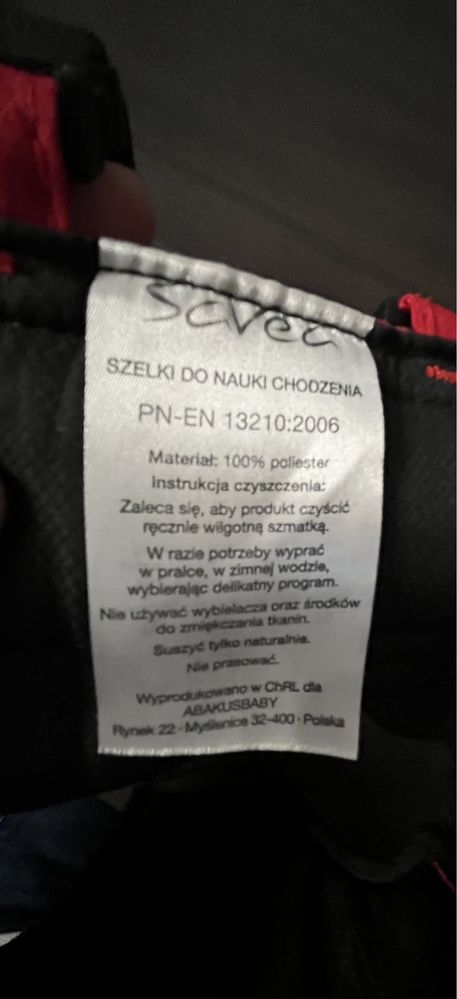 Savea
SZELKI DO NAUKI CHODZENIA
PN-EN 13210:2006
Materiał: 100% poliester
Instrukcja czyszczenia:
Zaleca się, aby produkt czyścić
ręcznie wilgotną szmatką.
W razie potrzeby wyprać
w pralce, w zimnej wodzie,
wybierając delikatny program.
Nie używać wybielacza oraz środków
do zmiękczania tkanin.
Suszyć tylko naturalnie.
Nie prasować.
Wyprodukowano w ChRL dla
ABAKUSBABY
Rynek 22 · Myślenice 32-400 · Polska